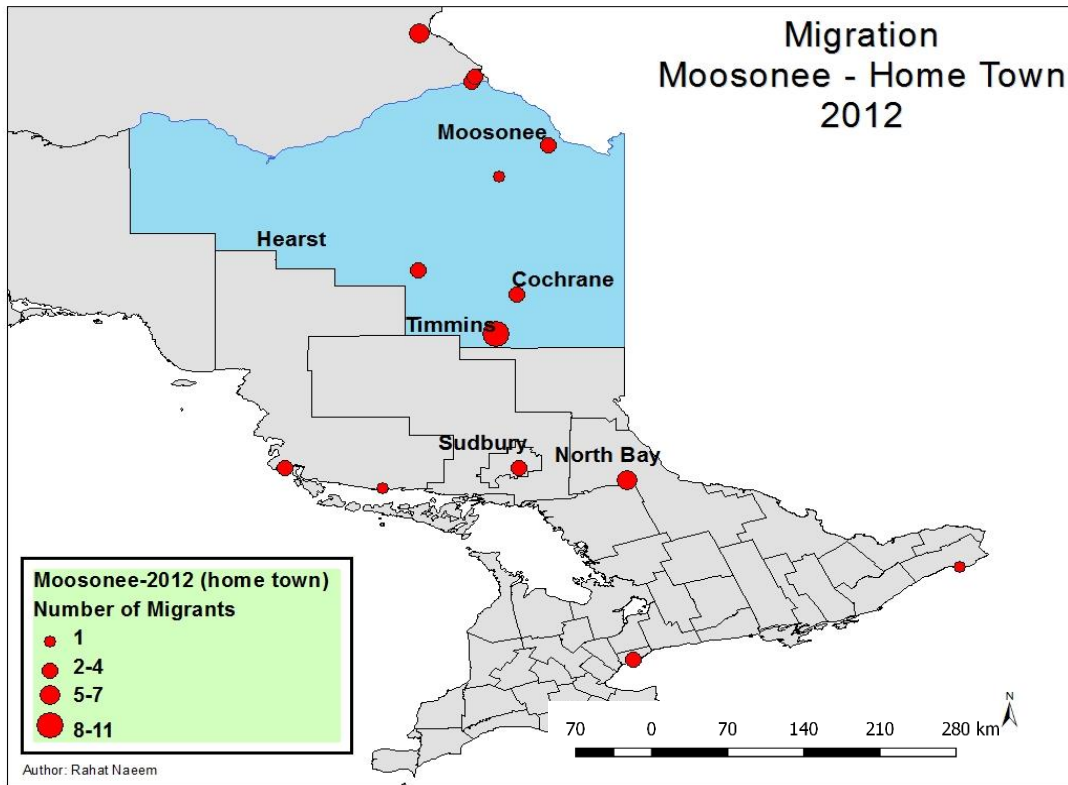 Migration
Moosonee - Home Town
2012
Moosonee
Hearst
Cochrane
Timmins
Sudbury
North Bay
Moosonee-2012 (home town)
Number of Migrants
1
2-4
5-7
8-11
N
70 0 70 140 210 280 km
Author: Rahat Naeem